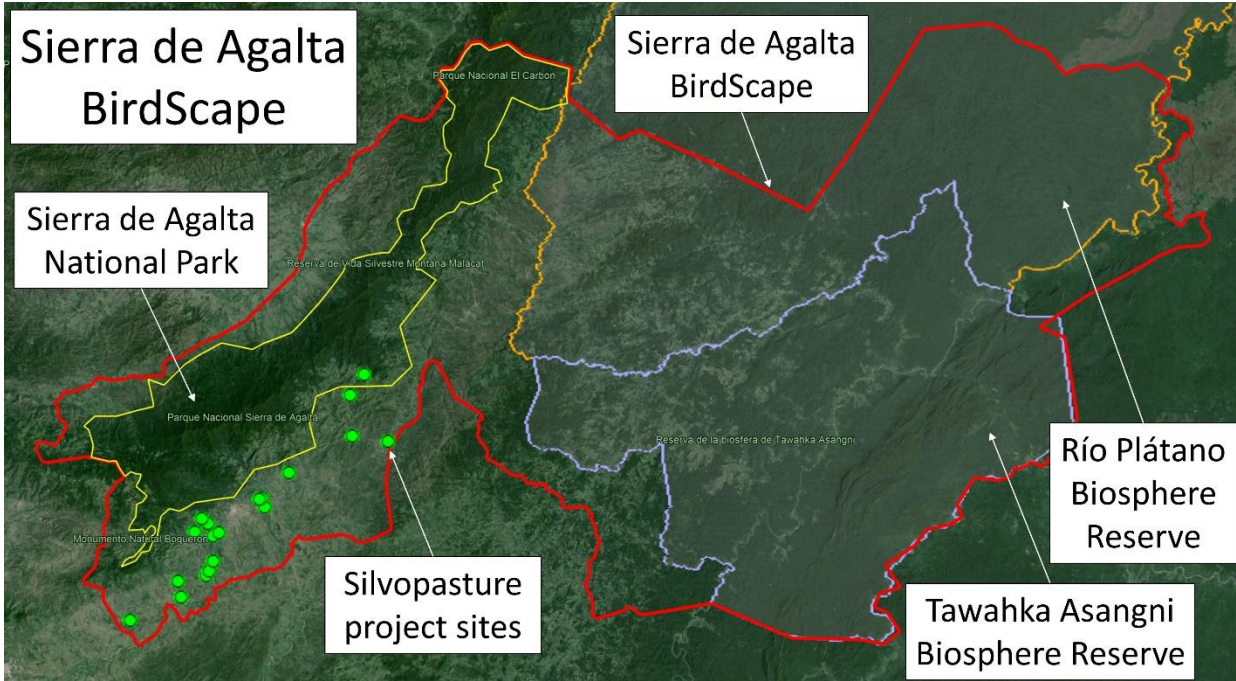 Sierra de Agalta
BirdScape
Sierra de Agalta
BirdScape
Parque Nacional El Carbon
Sierra de Agalta
National Park
Reserva de Vida Silvestre Montana Malacat
Parque Nacional Sierra de Agalta
Reserva de la biosfera de Tawahka Asangni
Río Plátano
Biosphere
Reserve
Monumento Natural Boqueron
Silvopasture
project sites
Tawahka Asangni
Biosphere Reserve